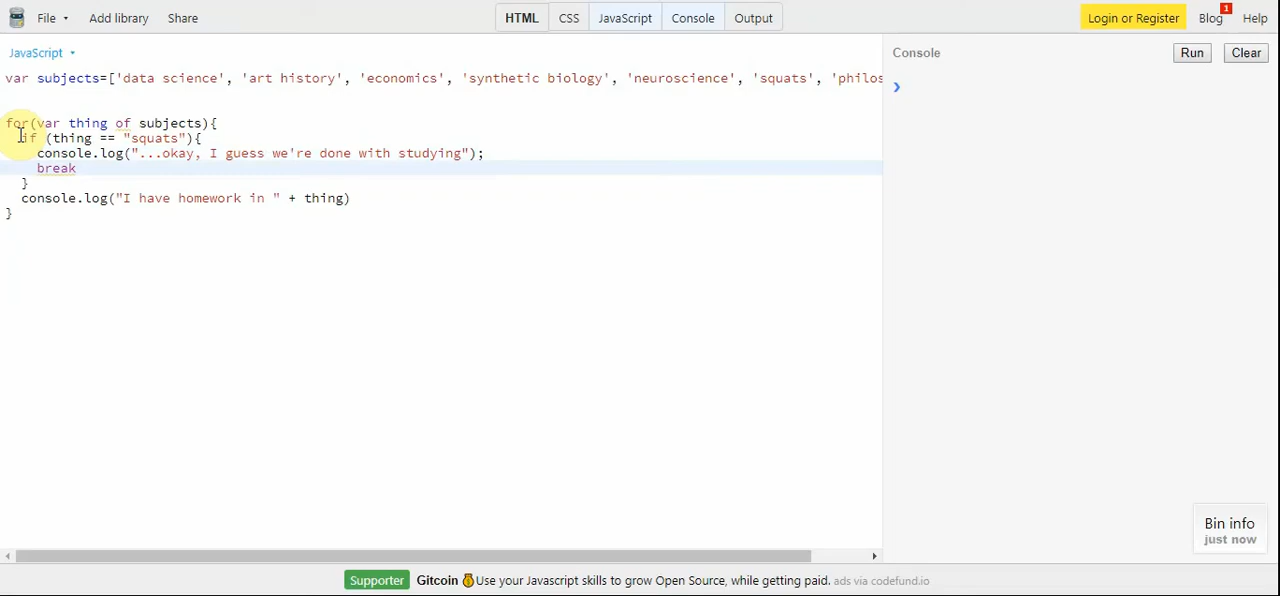 File Add library Share HTML CSS JavaScript Console Output Login or Register Blog 1 Help
JavaScript Console Run Clear
var subjects=['data science', 'art history', 'economics', 'synthetic biology', 'neuroscience', 'squats', 'philos
for(var thing of subjects){
if (thing == "squats"){
console.log("...okay, I guess we're done with studying");
break
}
console.log("I have homework in " + thing)
}
Bin info
just now
Supporter Gitcoin 💰Use your Javascript skills to grow Open Source, while getting paid. ads via codefund.io